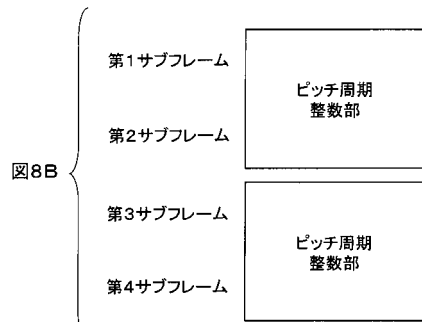 図8B
第1サブフレーム
第2サブフレーム
ピッチ周期
整数部
第3サブフレーム
第4サブフレーム
ピッチ周期
整数部